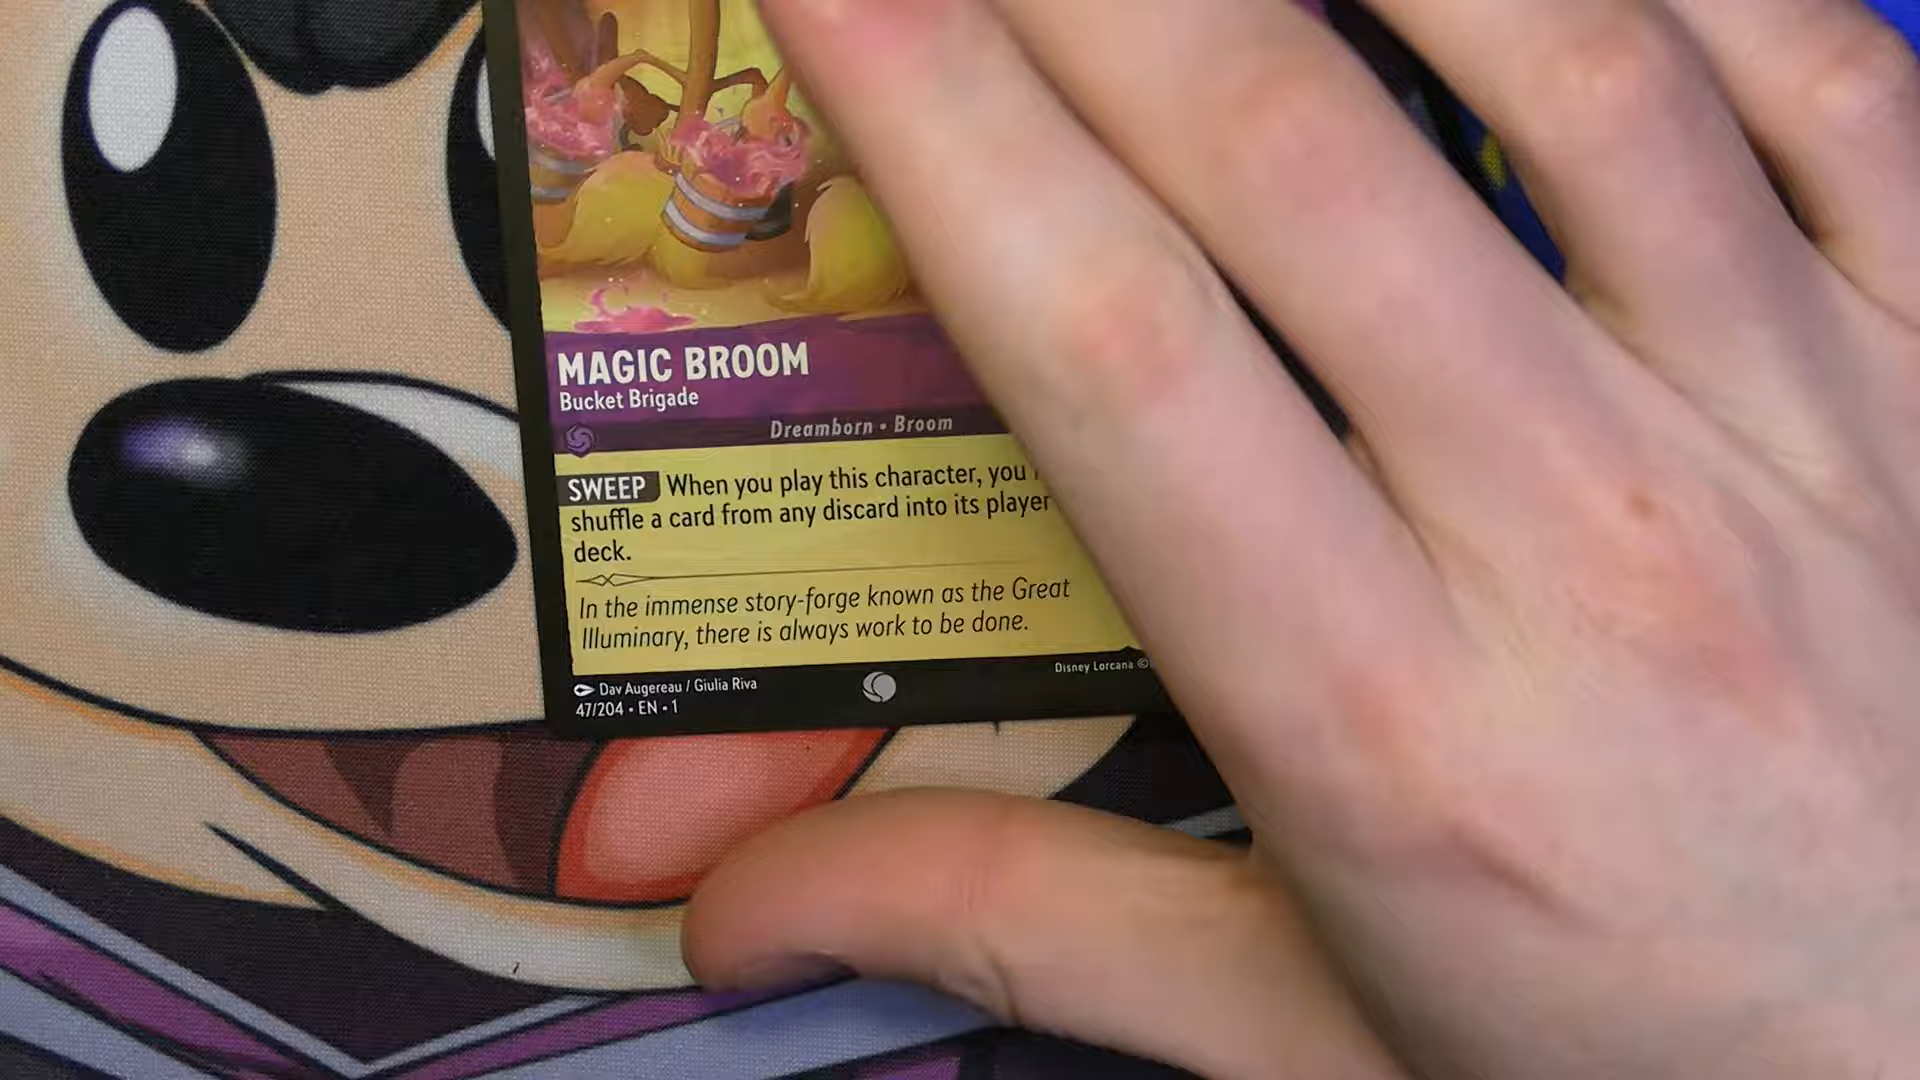 MAGIC BROOM
Bucket Brigade
Dreamborn • Broom
SWEEP When you play this character, you
shuffle a card from any discard into its player
deck.
In the immense story-forge known as the Great
Illuminary, there is always work to be done.
Dav Augereau / Giulia Riva
Disney Lorcana ©
47/204 • EN • 1